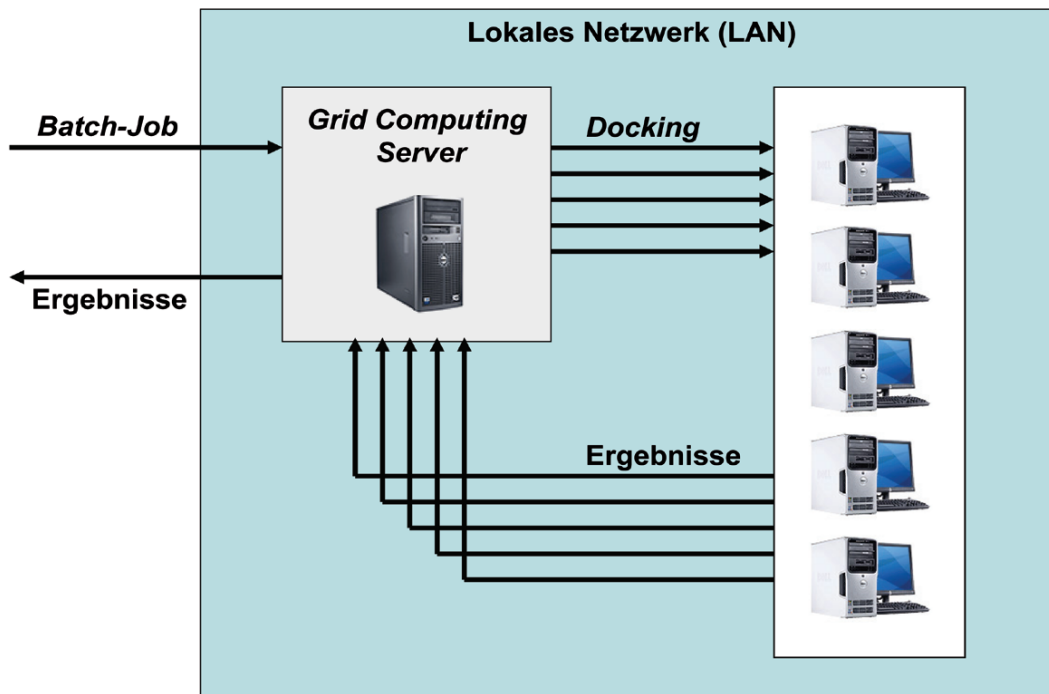 Lokales Netzwerk (LAN)
Batch-Job
Grid Computing
Server
Docking
Ergebnisse
Ergebnisse